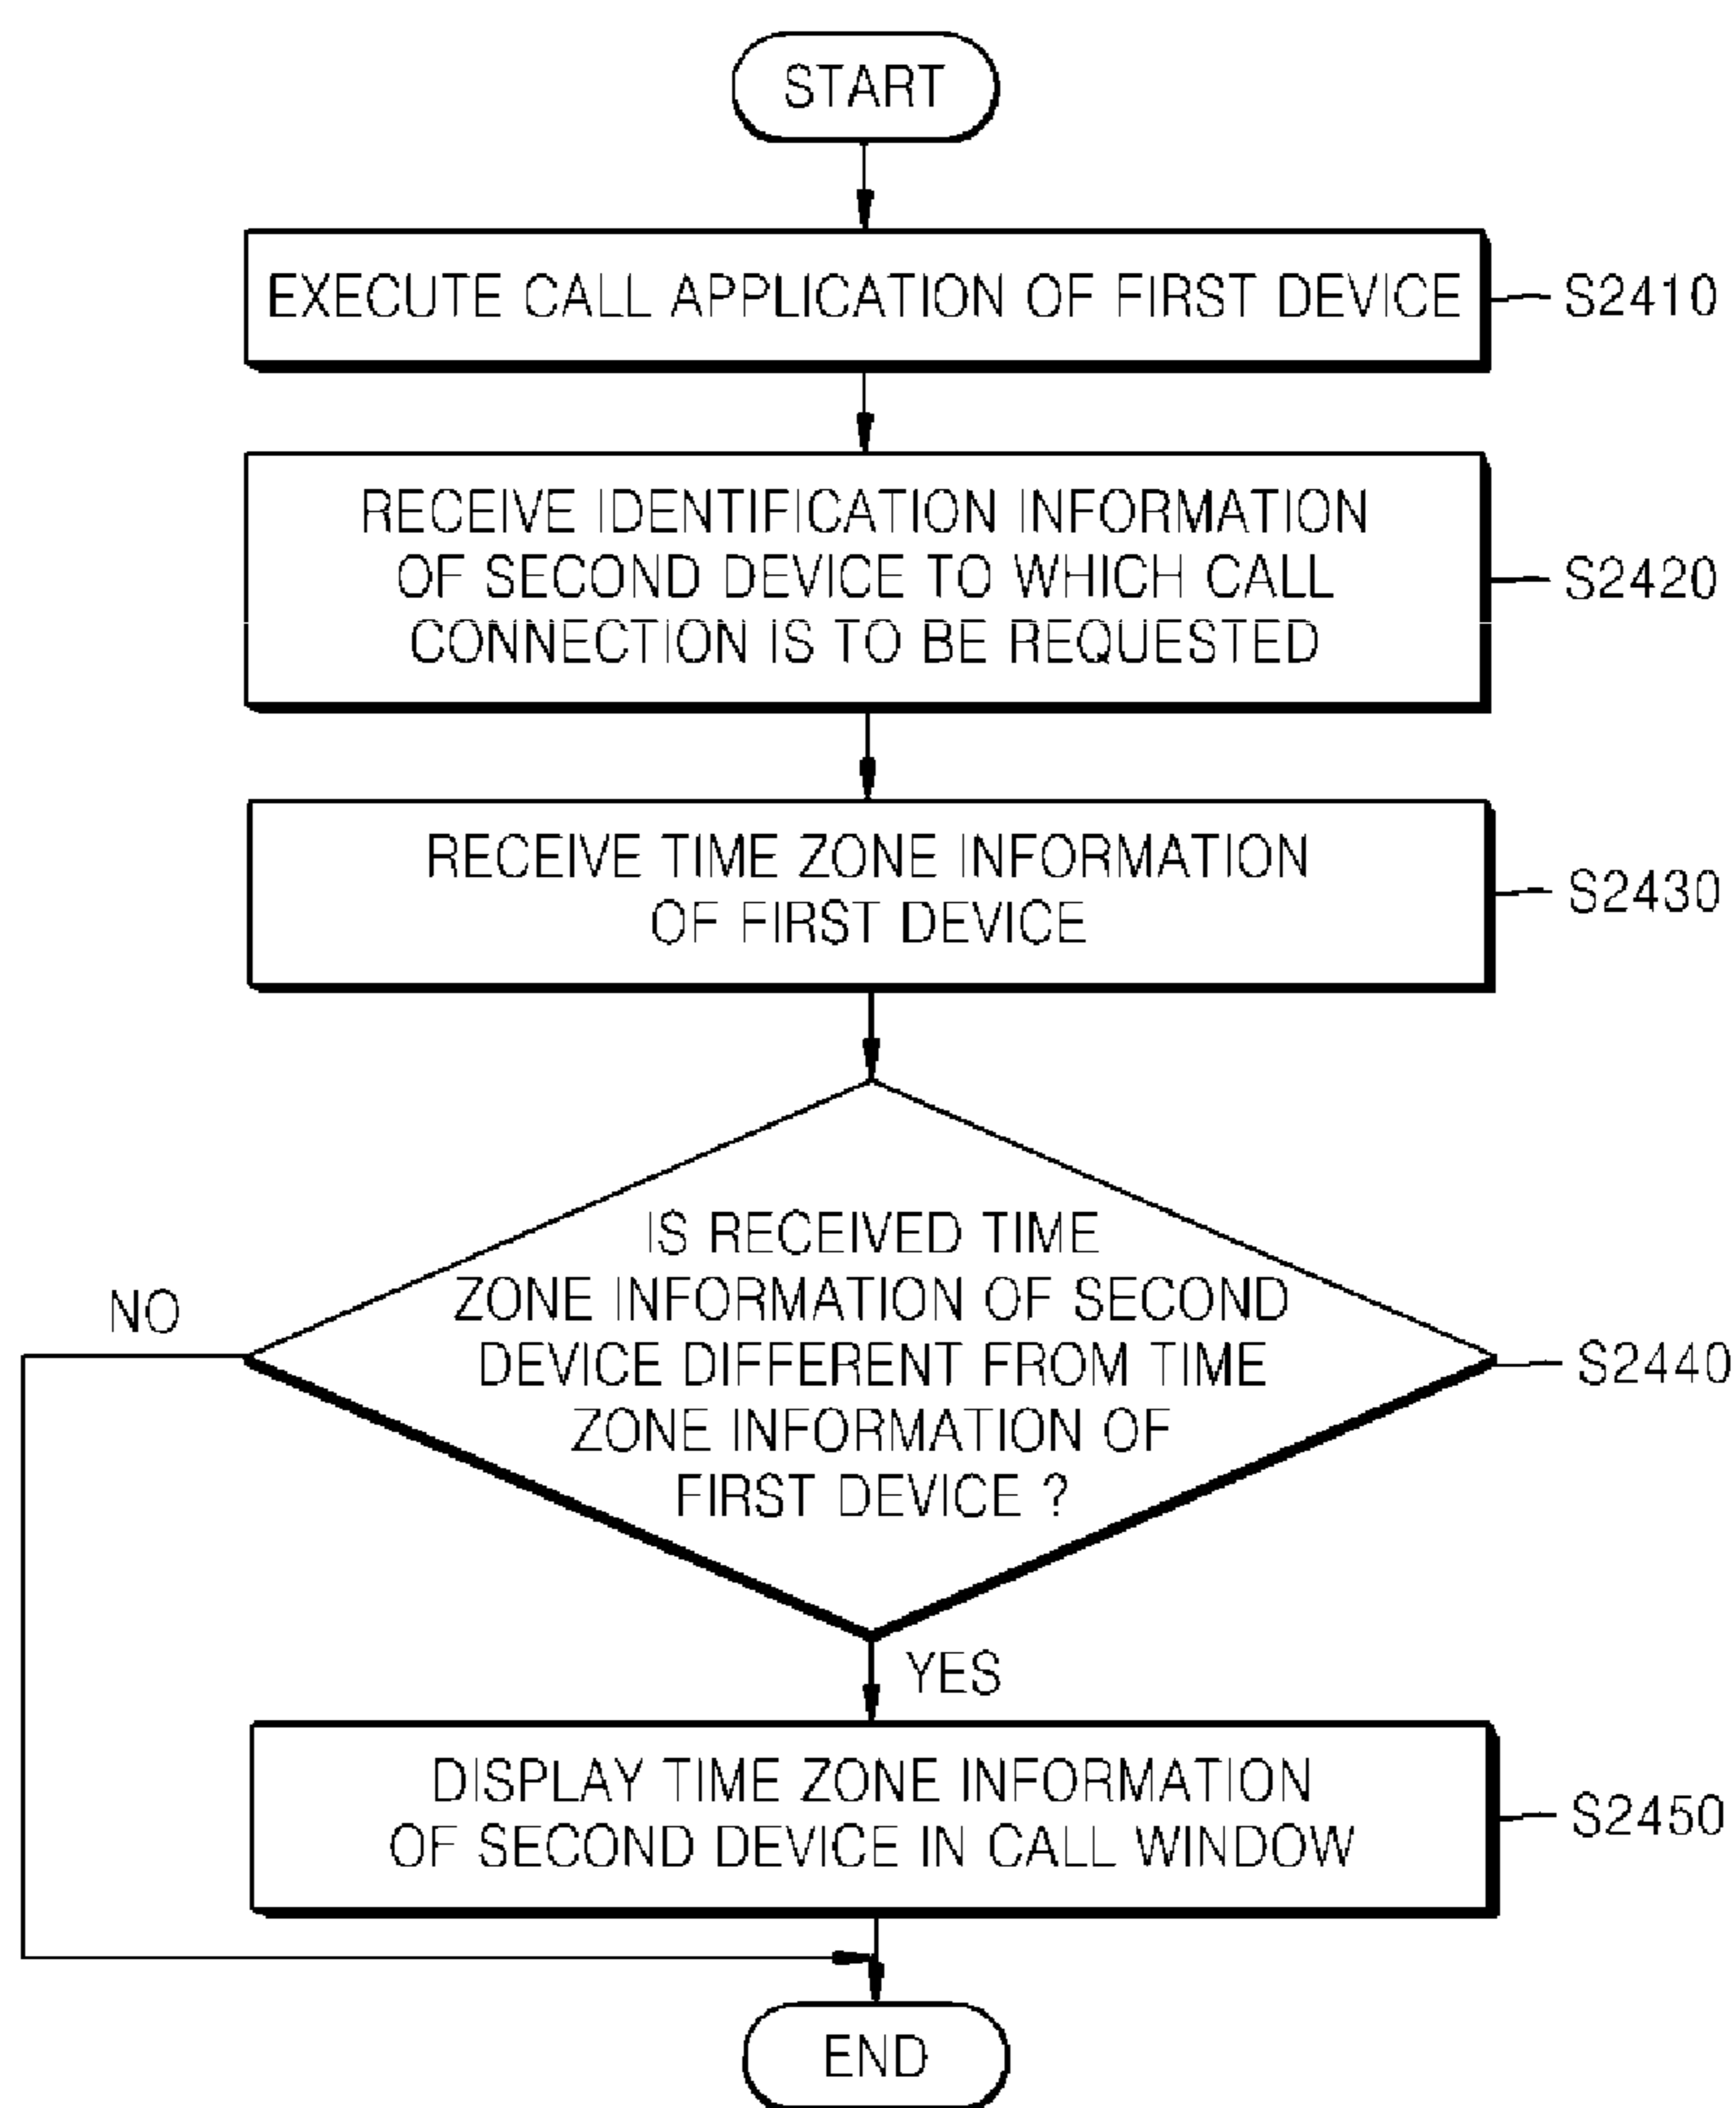 START
EXECUTE CALL APPLICATION OF FIRST DEVICE
S2410
RECEIVE IDENTIFICATION INFORMATION
OF SECOND DEVICE TO WHICH CALL
CONNECTION IS TO BE REQUESTED
S2420
RECEIVE TIME ZONE INFORMATION
OF FIRST DEVICE
S2430
IS RECEIVED TIME
ZONE INFORMATION OF SECOND
DEVICE DIFFERENT FROM TIME
ZONE INFORMATION OF
FIRST DEVICE ?
S2440
NO
YES
DISPLAY TIME ZONE INFORMATION
OF SECOND DEVICE IN CALL WINDOW
S2450
END